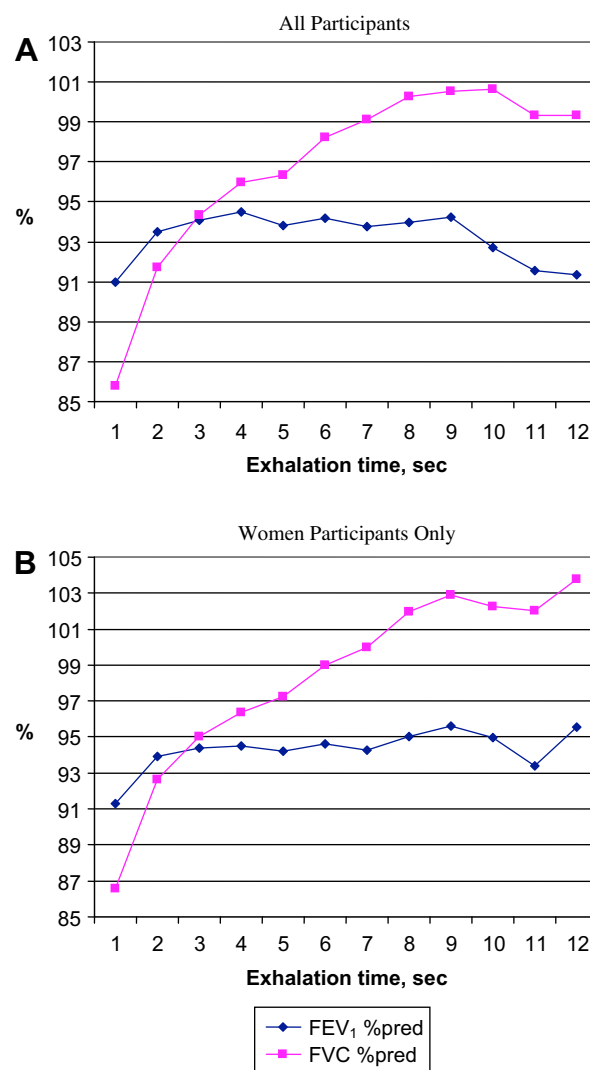 All Participants
A
103
101
99
97
95
93
91
89
87
85
%
1 2 3 4 5 6 7 8 9 10 11 12
Exhalation time, sec
Women Participants Only
B
105
103
101
99
97
95
93
91
89
87
85
%
1 2 3 4 5 6 7 8 9 10 11 12
Exhalation time, sec
FEV₁ %pred
FVC %pred